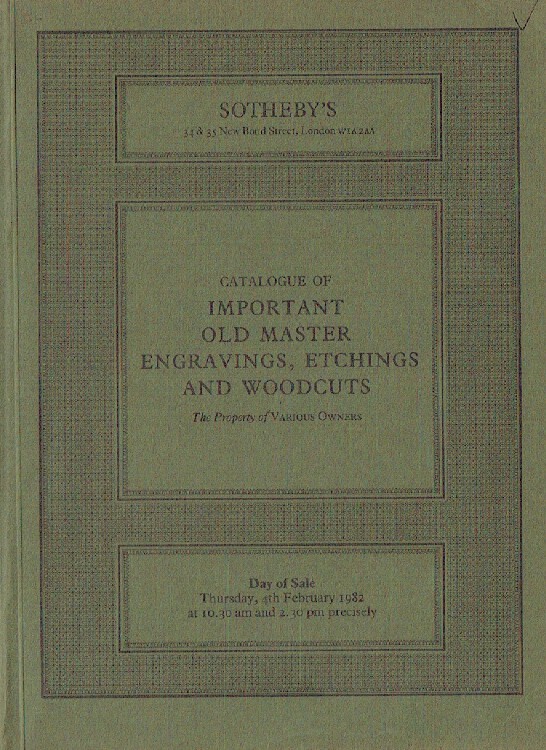 SOTHEBY'S
34 & 35 New Bond Street, London W1A 2AA
CATALOGUE OF
IMPORTANT
OLD MASTER
ENGRAVINGS, ETCHINGS
AND WOODCUTS
The Property of VARIOUS OWNERS
Day of Sale
Thursday, 4th February 1982
at 10.30 am and 2.30 pm precisely